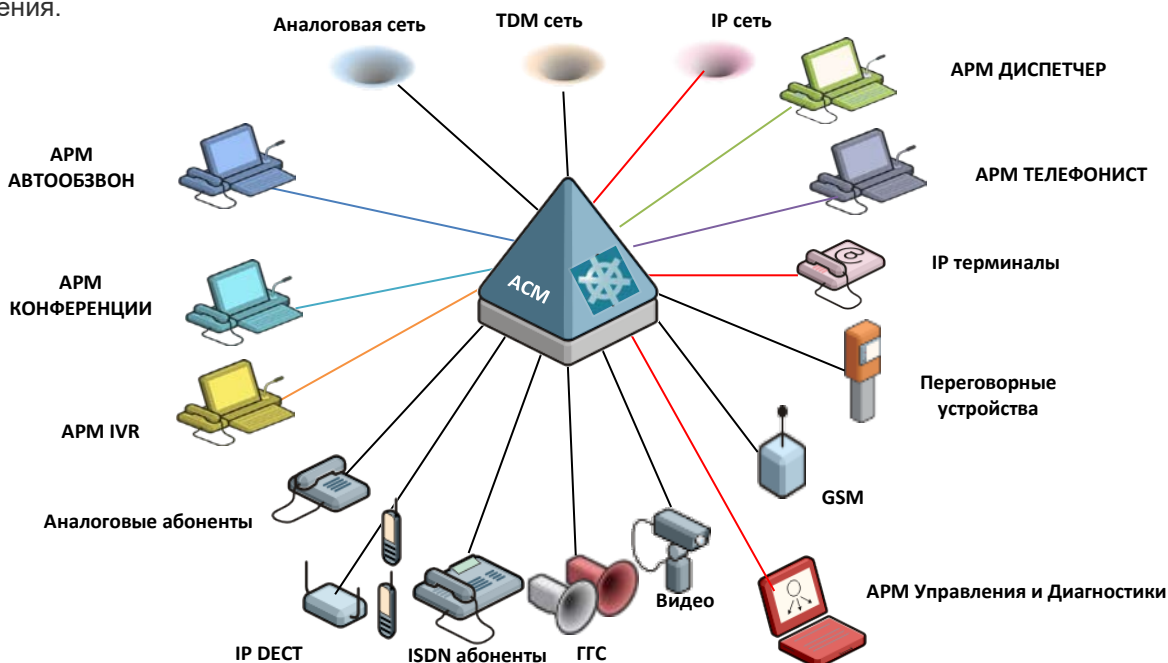 ения.
Аналоговая сеть
TDM сеть
IP сеть
АРМ ДИСПЕТЧЕР
АРМ
АВТООБЗВОН
АРМ ТЕЛЕФОНИСТ
IP терминалы
АРМ
КОНФЕРЕНЦИИ
АСМ
@
Переговорные
устройства
АРМ IVR
GSM
Аналоговые абоненты
АРМ Управления и Диагностики
Видео
IP DECT
ISDN абоненты
ГГС